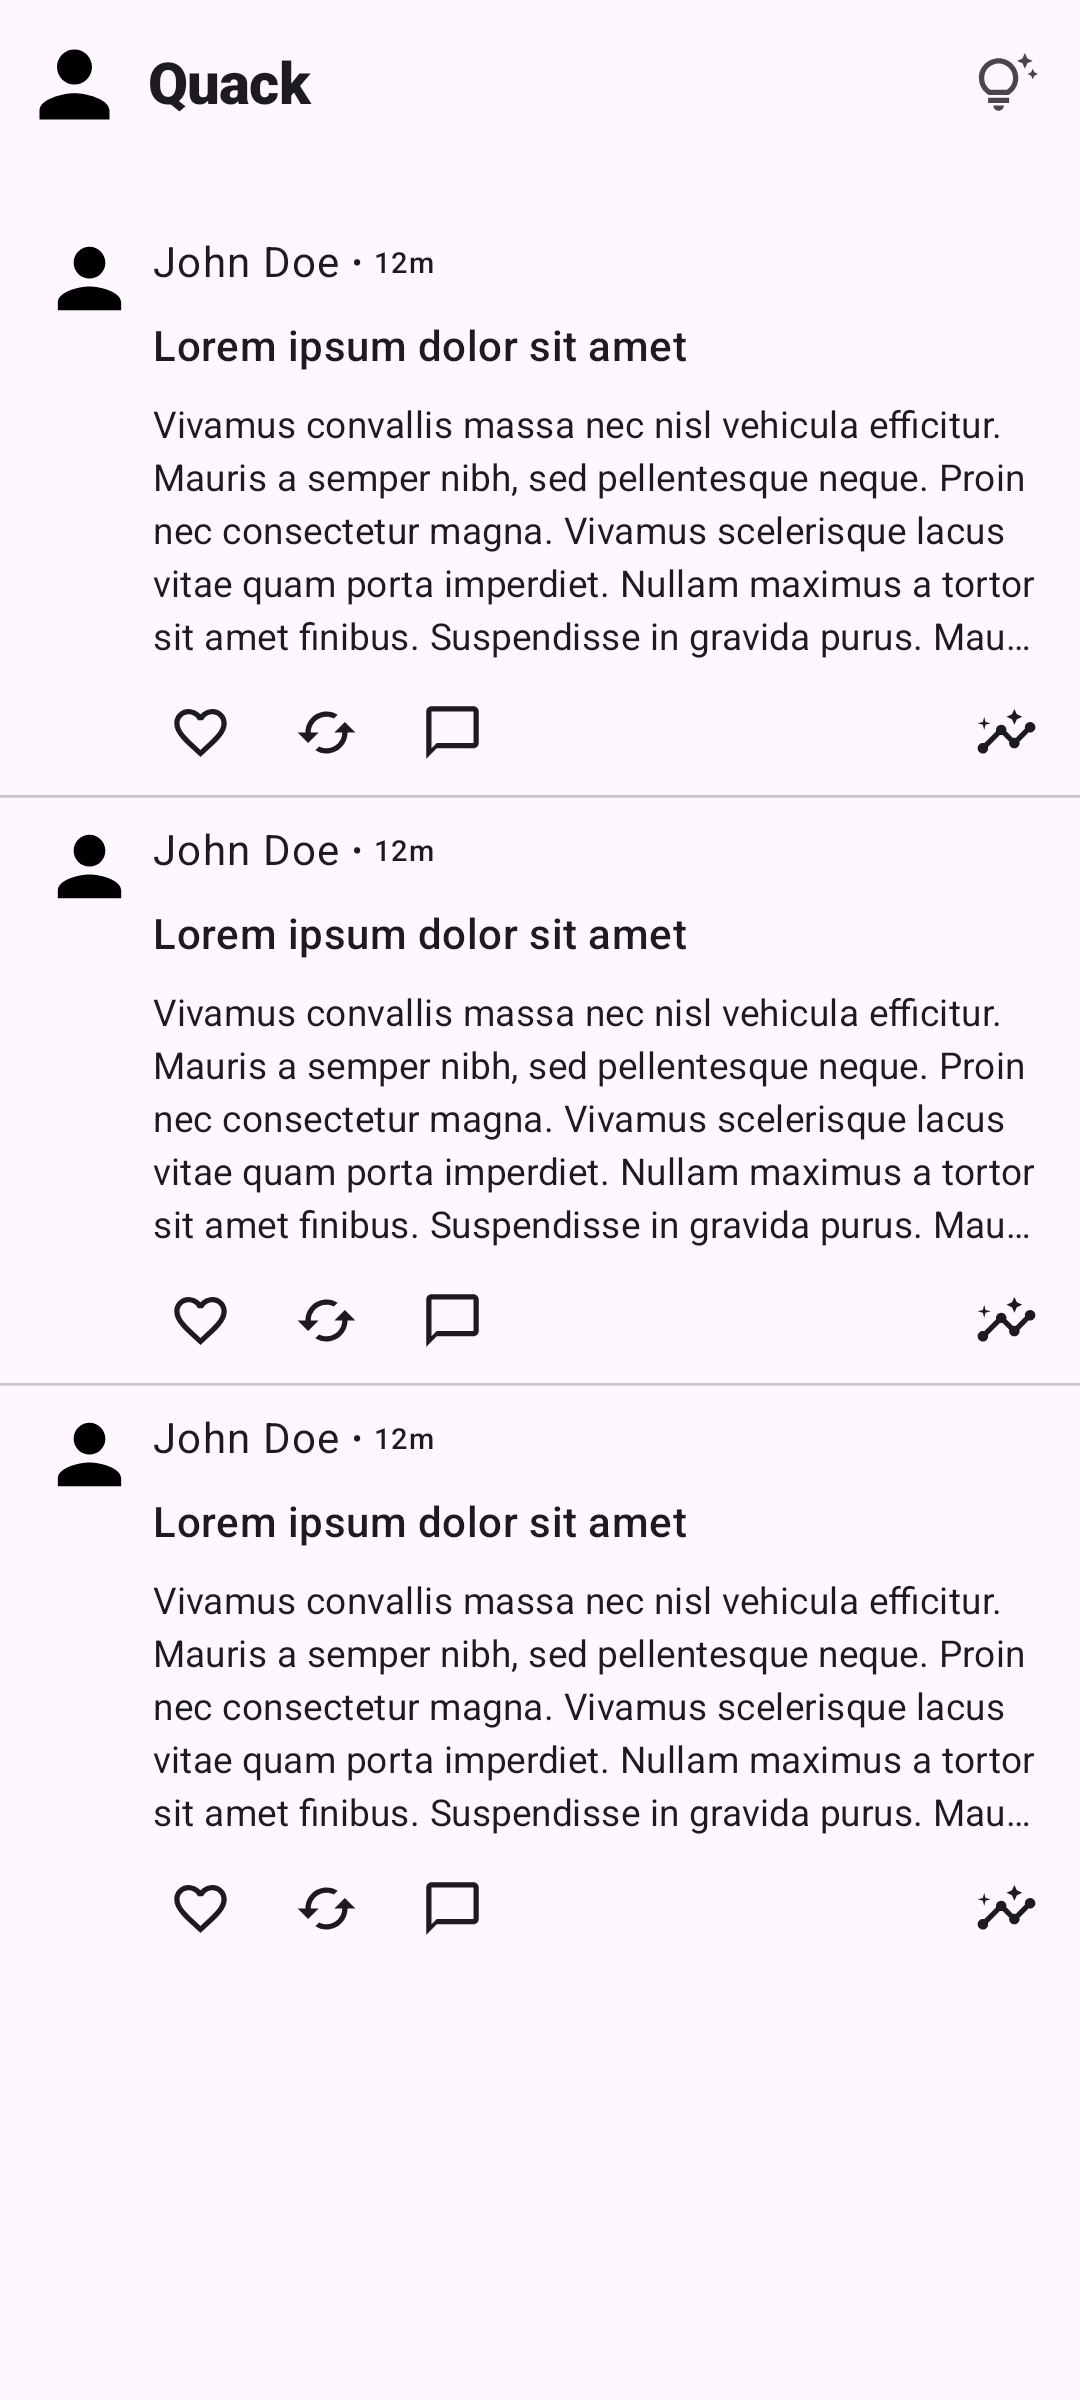 Quack
John Doe • 12m
Lorem ipsum dolor sit amet
Vivamus convallis massa nec nisl vehicula efficitur.
Mauris a semper nibh, sed pellentesque neque. Proin
nec consectetur magna. Vivamus scelerisque lacus
vitae quam porta imperdiet. Nullam maximus a tortor
sit amet finibus. Suspendisse in gravida purus. Mau…
John Doe • 12m
Lorem ipsum dolor sit amet
Vivamus convallis massa nec nisl vehicula efficitur.
Mauris a semper nibh, sed pellentesque neque. Proin
nec consectetur magna. Vivamus scelerisque lacus
vitae quam porta imperdiet. Nullam maximus a tortor
sit amet finibus. Suspendisse in gravida purus. Mau…
John Doe • 12m
Lorem ipsum dolor sit amet
Vivamus convallis massa nec nisl vehicula efficitur.
Mauris a semper nibh, sed pellentesque neque. Proin
nec consectetur magna. Vivamus scelerisque lacus
vitae quam porta imperdiet. Nullam maximus a tortor
sit amet finibus. Suspendisse in gravida purus. Mau…